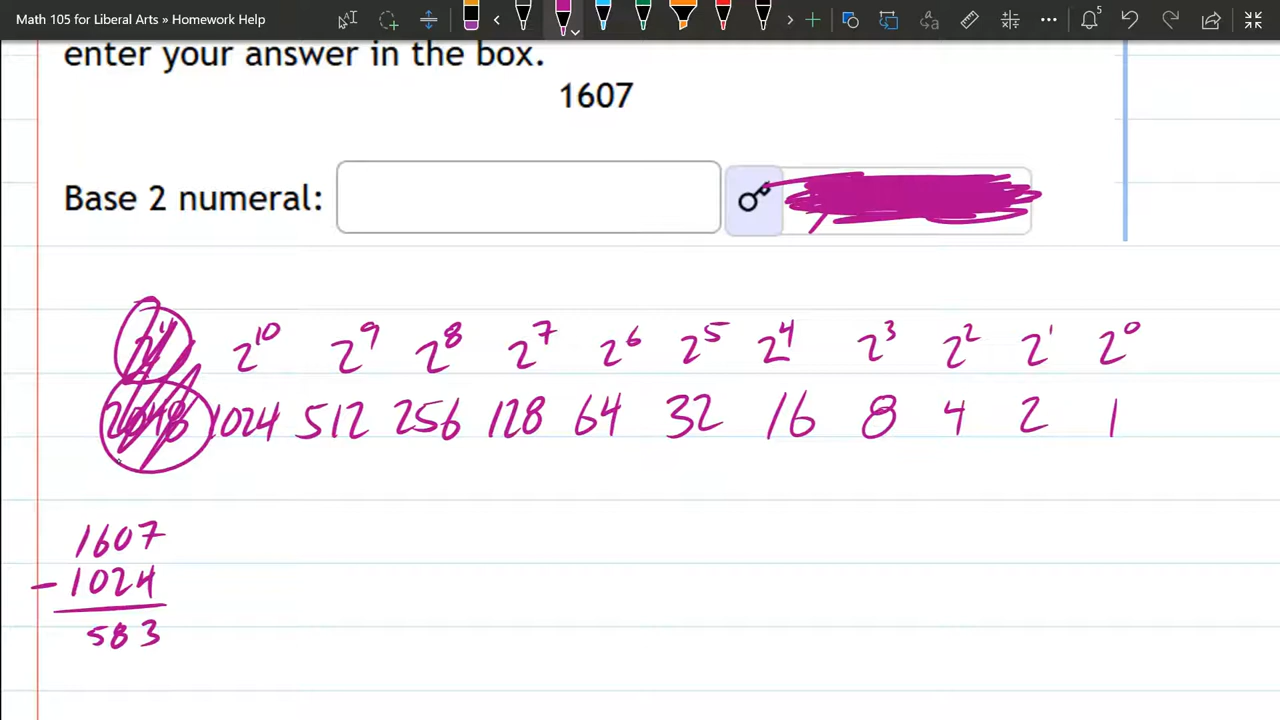 Math 105 for Liberal Arts » Homework Help
5
enter your answer in the box.
1607
Base 2 numeral:
2^10 2^9 2^8 2^7 2^6 2^5 2^4 2^3 2^2 2^1 2^0
2048 1024 512 256 128 64 32 16 8 4 2 1
1607
- 1024
583